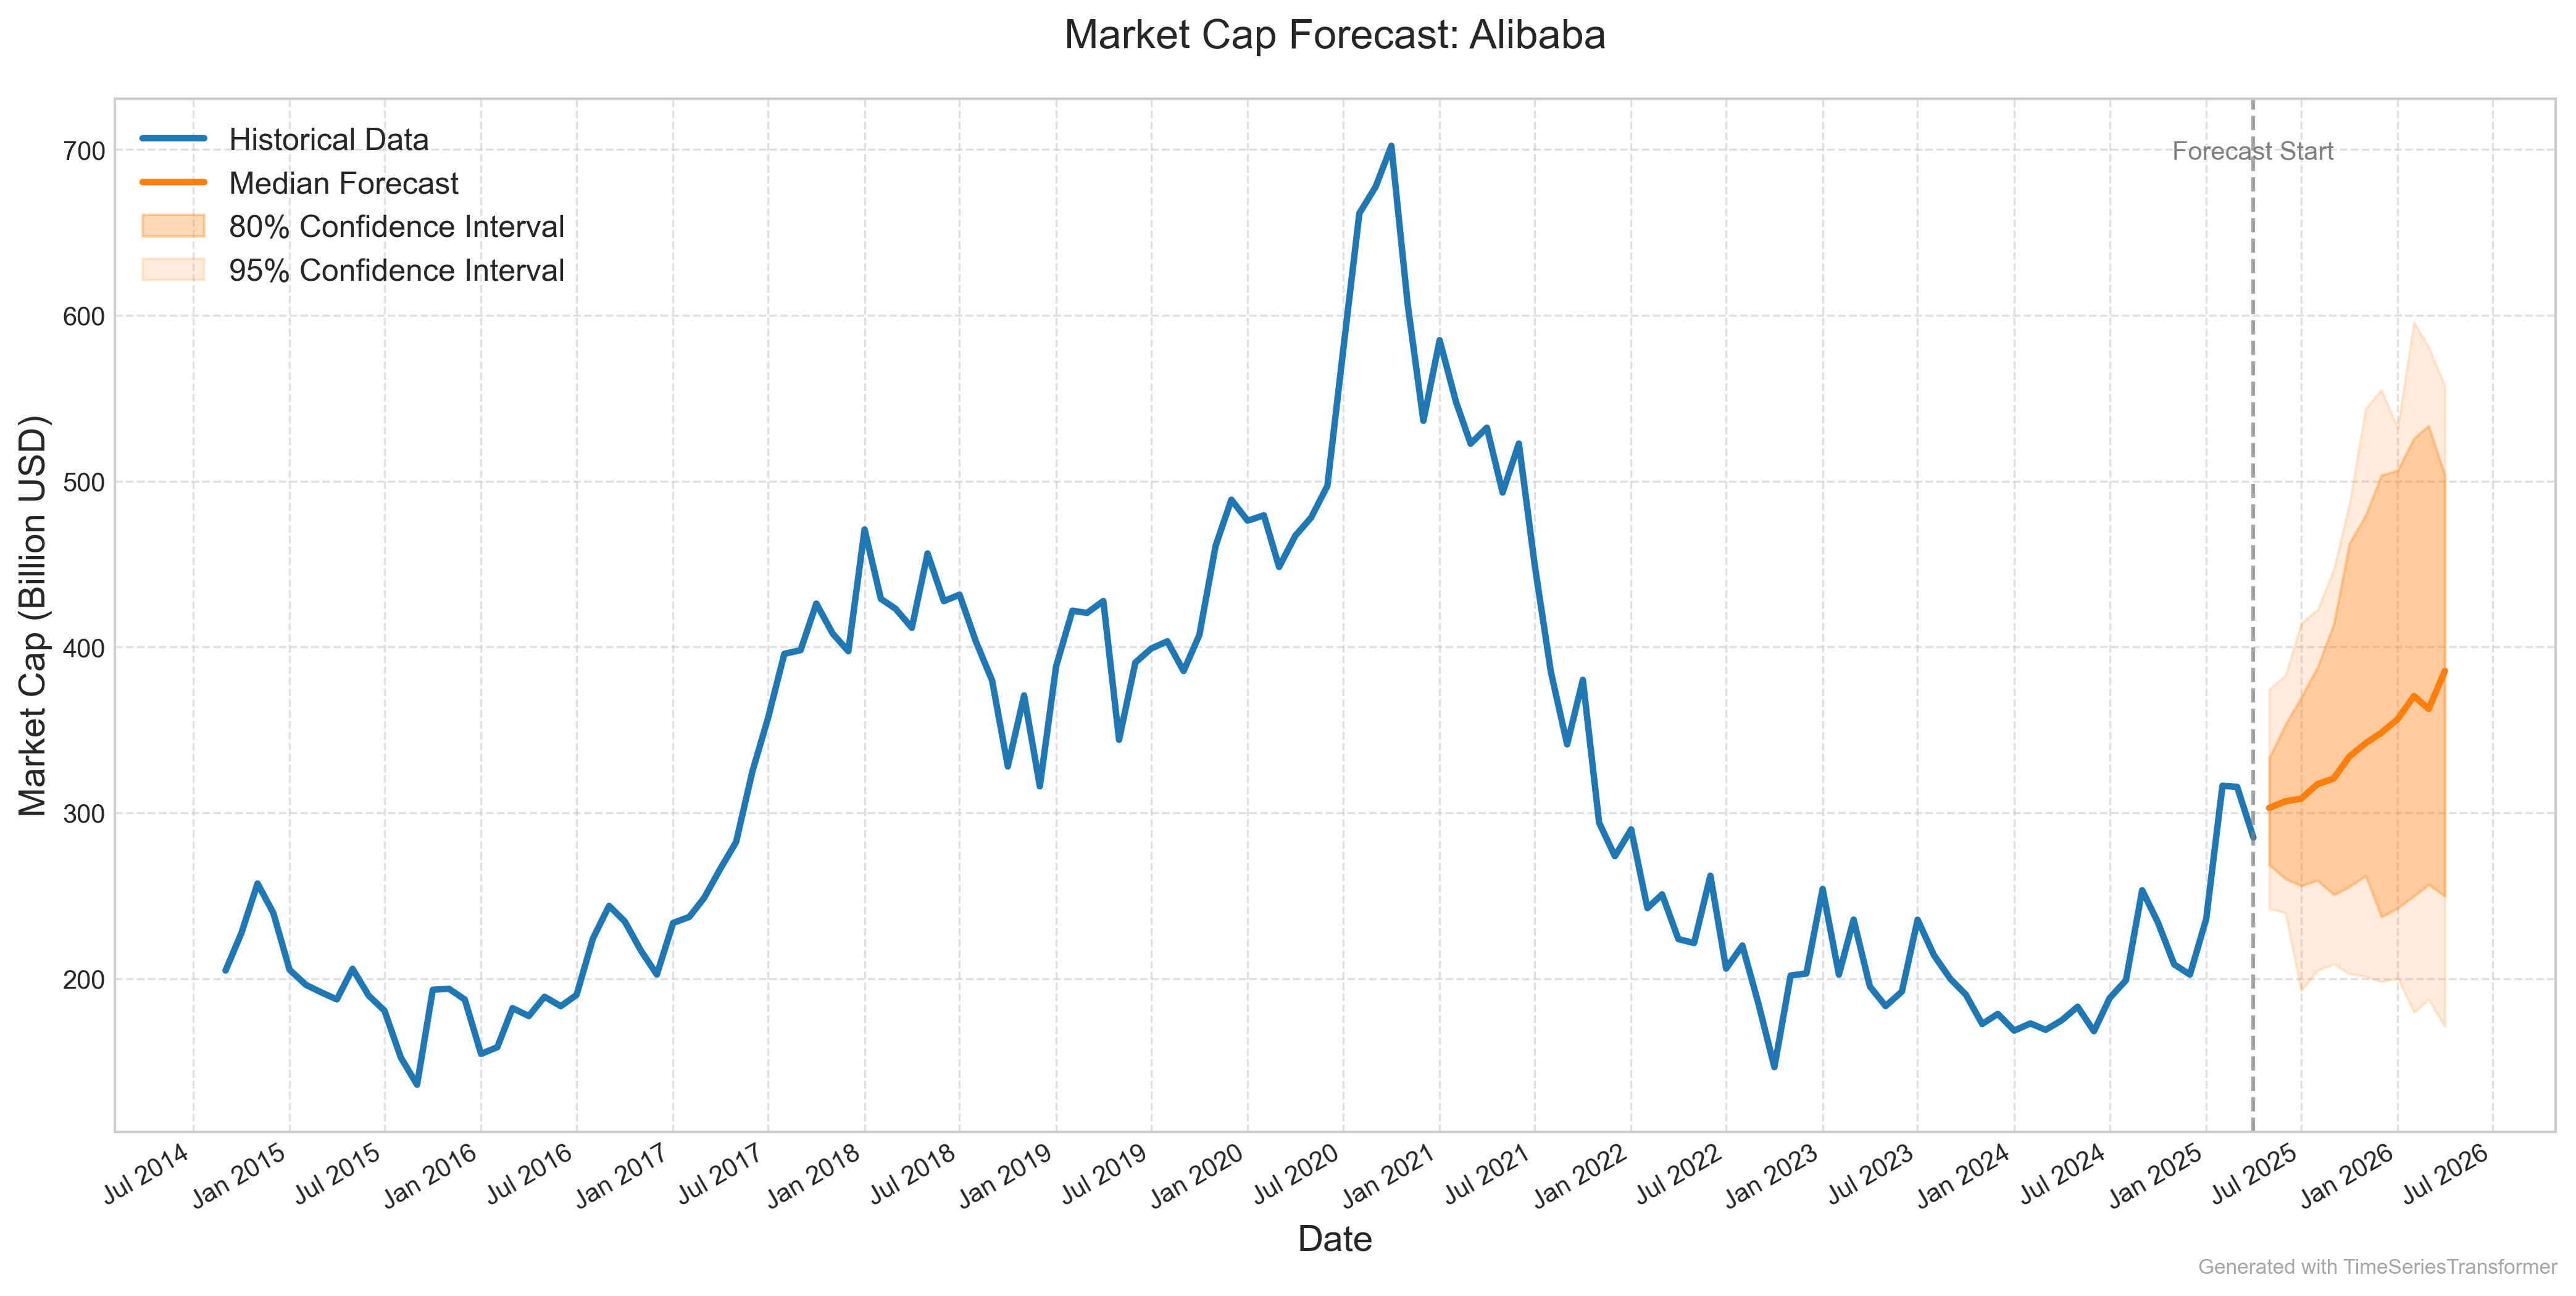 Market Cap Forecast: Alibaba
Historical Data
Median Forecast
80% Confidence Interval
95% Confidence Interval
Forecast Start
Market Cap (Billion USD)
700
600
500
400
300
200
Jul 2014
Jan 2015
Jul 2015
Jan 2016
Jul 2016
Jan 2017
Jul 2017
Jan 2018
Jul 2018
Jan 2019
Jul 2019
Jan 2020
Jul 2020
Jan 2021
Jul 2021
Jan 2022
Jul 2022
Jan 2023
Jul 2023
Jan 2024
Jul 2024
Jan 2025
Jul 2025
Jan 2026
Jul 2026
Date
Generated with TimeSeriesTransformer